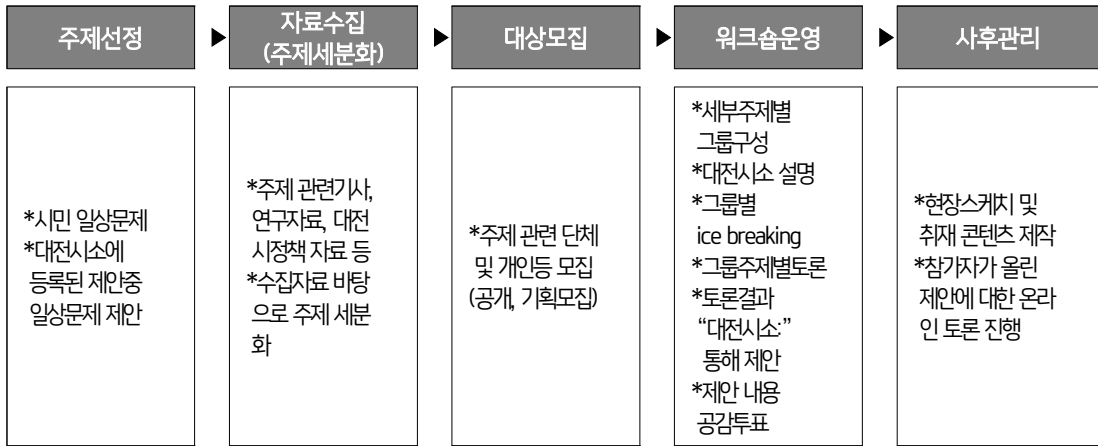 주제선정
▶
자료수집
(주제세분화)
▶
대상모집
▶
워크숍운영
▶
사후관리
*시민 일상문제
*대전시소에
등록된 제안중
일상문제 제안
*주제 관련기사,
연구자료, 대전
시정책 자료 등
*수집자료 바탕
으로 주제 세분
화
*주제 관련 단체
및 개인등 모집
(공개, 기획모집)
*세부주제별
그룹구성
*대전시소 설명
*그룹별
ice breaking
*그룹주제별토론
*토론결과
“대전시소:”
통해 제안
*제안 내용
공감투표
*현장스케치 및
취재 콘텐츠 제작
*참가자가 올린
제안에 대한 온라
인 토론 진행